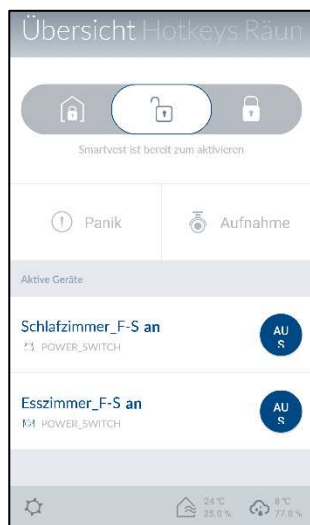 Übersicht Hotkeys Räun
Smartvest ist bereit zum aktivieren
Panik Aufnahme
Aktive Geräte
Schlafzimmer_F-S an
AU
S
POWER_SWITCH
Esszimmer_F-S an
AU
S
POWER_SWITCH
24 °C 8 °C
25.0 % 77.0 %